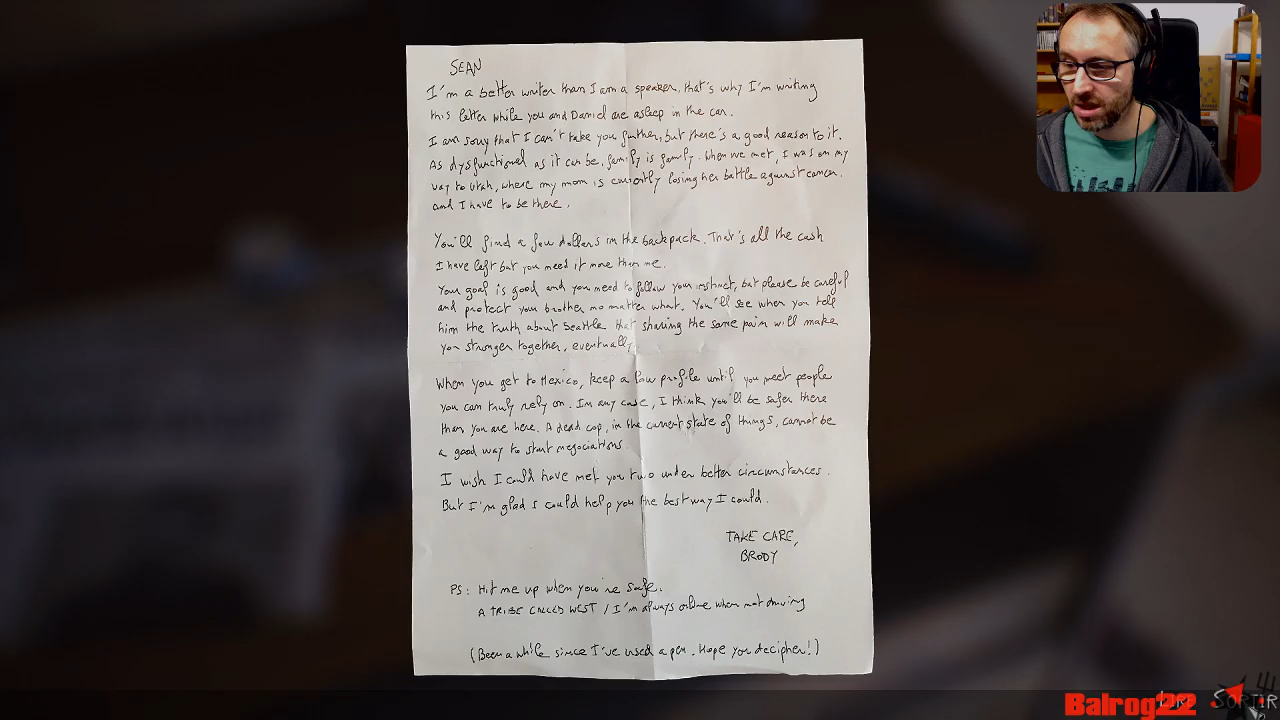 SEAN
I'm a better writer than I am a speaker, that's why I'm writing
this letter while you and Daniel are asleep in the car.
I am sorry that I can't take you further, but there's a good reason to it.
As dysfunctional as it can be, family is family. When we met, I was on my
way to Utah, where my mom is currently losing her battle against cancer.
and I have to be there.
You'll find a few dollars in the backpack. That's all the cash
I have left but you need it more than me.
Your goal is good and you need to follow your instinct, but please be careful
and protect your brother no matter what. You'll see when you tell
him the truth about Seattle that sharing the same pain will make
you stronger together, eventually.
When you get to Mexico, keep a low profile until you meet people
you can truly rely on. In any case, I think you'll be safer there
than you are here. A dead cop, in the current state of things, cannot be
a good way to start negociations.
I wish I could have met you two under better circumstances.
But I'm glad I could help you the best way I could.
TAKE CARE,
BRODY
PS: Hit me up when you're safe.
A TRIBE CALLED WEST / I'm always online when not driving
(Been a while since I've used a pen. Hope you decipher!)
Balrog22
LIRE SORTIR